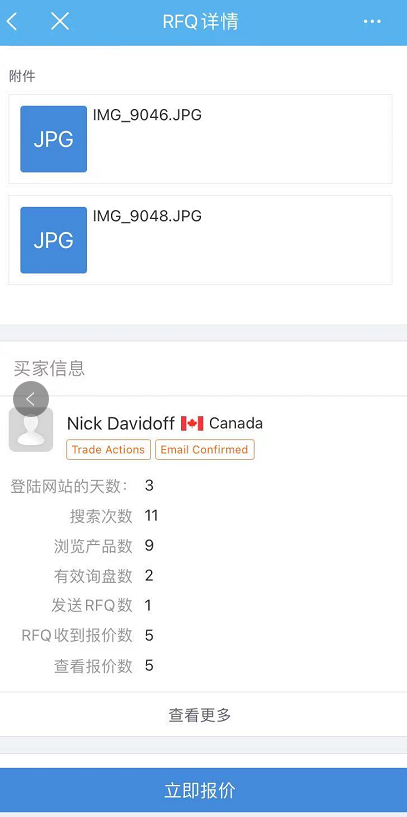 RFQ详情
附件
JPG
IMG_9046.JPG
JPG
IMG_9048.JPG
买家信息
Nick Davidoff Canada
Trade Actions Email Confirmed
登陆网站的天数： 3
搜索次数 11
浏览产品数 9
有效询盘数 2
发送RFQ数 1
RFQ收到报价数 5
查看报价数 5
查看更多
立即报价